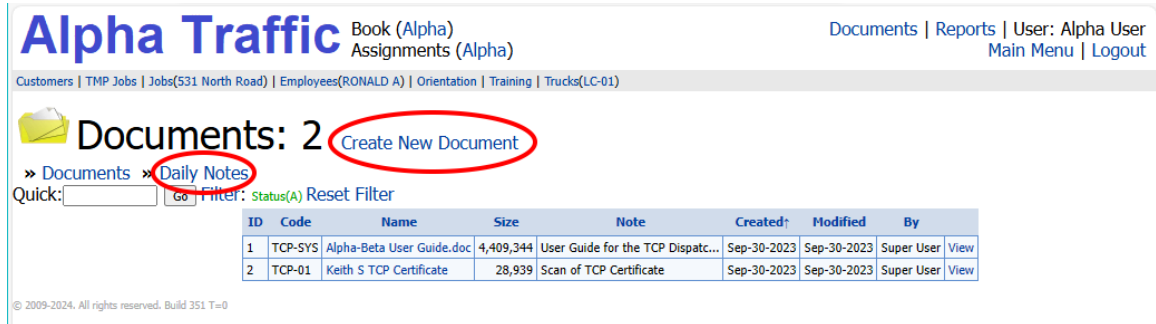 Alpha Traffic Book (Alpha)
Assignments (Alpha)
Documents | Reports | User: Alpha User
Main Menu | Logout
Customers | TMP Jobs | Jobs(531 North Road) | Employees(RONALD A) | Orientation | Training | Trucks(LC-01)
Documents: 2 Create New Document
» Documents » Daily Notes
Quick: Go Filter: Status(A) Reset Filter
ID Code Name Size Note Created↑ Modified By
1 TCP-SYS Alpha-Beta User Guide.doc 4,409,344 User Guide for the TCP Dispatc... Sep-30-2023 Sep-30-2023 Super User View
2 TCP-01 Keith S TCP Certificate 28,939 Scan of TCP Certificate Sep-30-2023 Sep-30-2023 Super User View
© 2009-2024. All rights reserved. Build 351 T=0